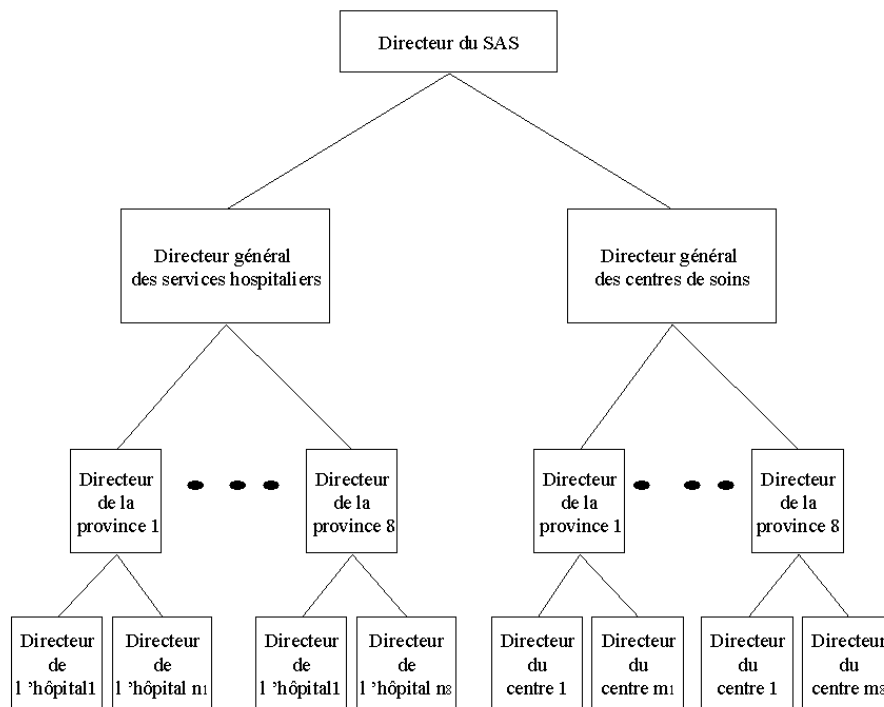 Directeur du SAS
Directeur général
des services hospitaliers
Directeur général
des centres de soins
Directeur
de la
province 1
Directeur
de la
province 8
Directeur
de la
province 1
Directeur
de la
province 8
Directeur
de
l ’hôpital1
Directeur
de
l ’hôpital n1
Directeur
de
l ’hôpital1
Directeur
de
l ’hôpital n8
Directeur
du
centre 1
Directeur
du
centre m1
Directeur
du
centre 1
Directeur
du
centre m8